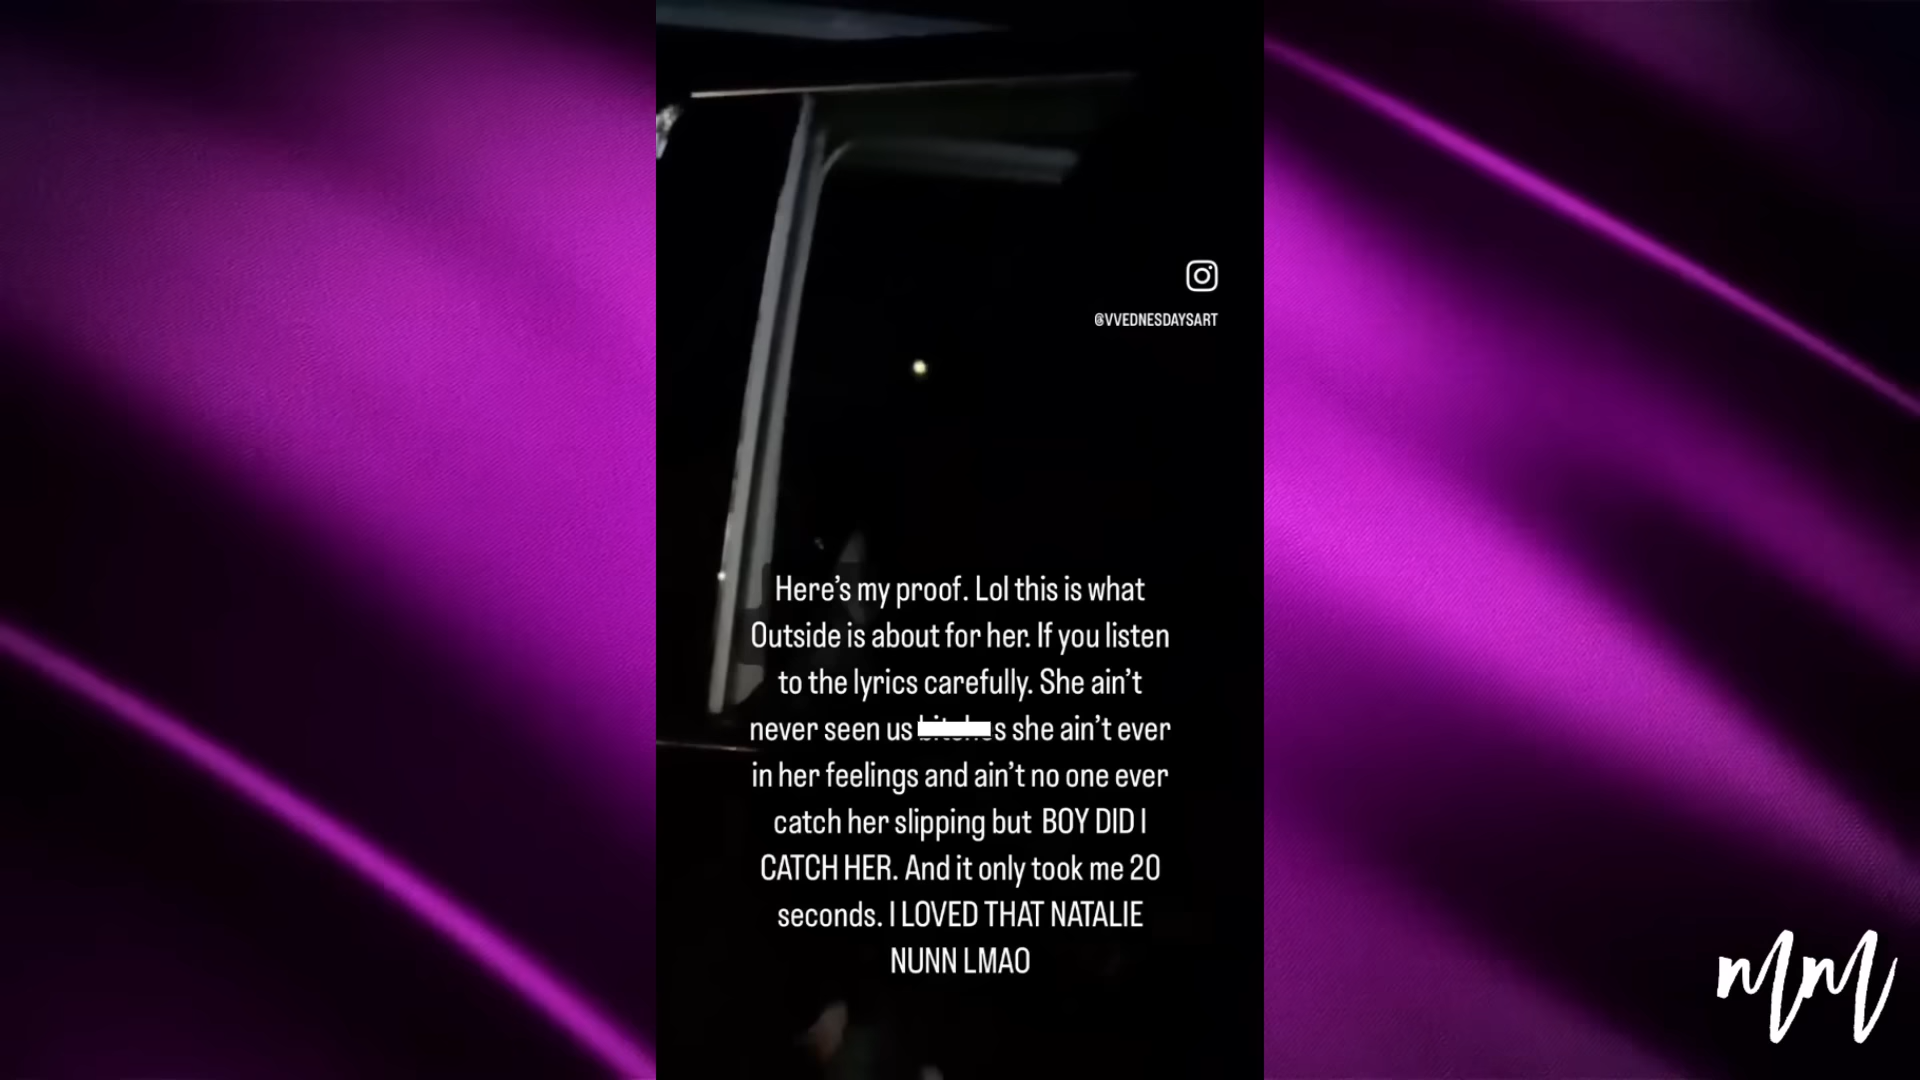 @VVEDNESDAYSART
Here's my proof. Lol this is what
Outside is about for her. If you listen
to the lyrics carefully. She ain't
never seen us s she ain't ever
in her feelings and ain't no one ever
catch her slipping but BOY DID I
CATCH HER. And it only took me 20
seconds. I LOVED THAT NATALIE
NUNN LMAO
mm